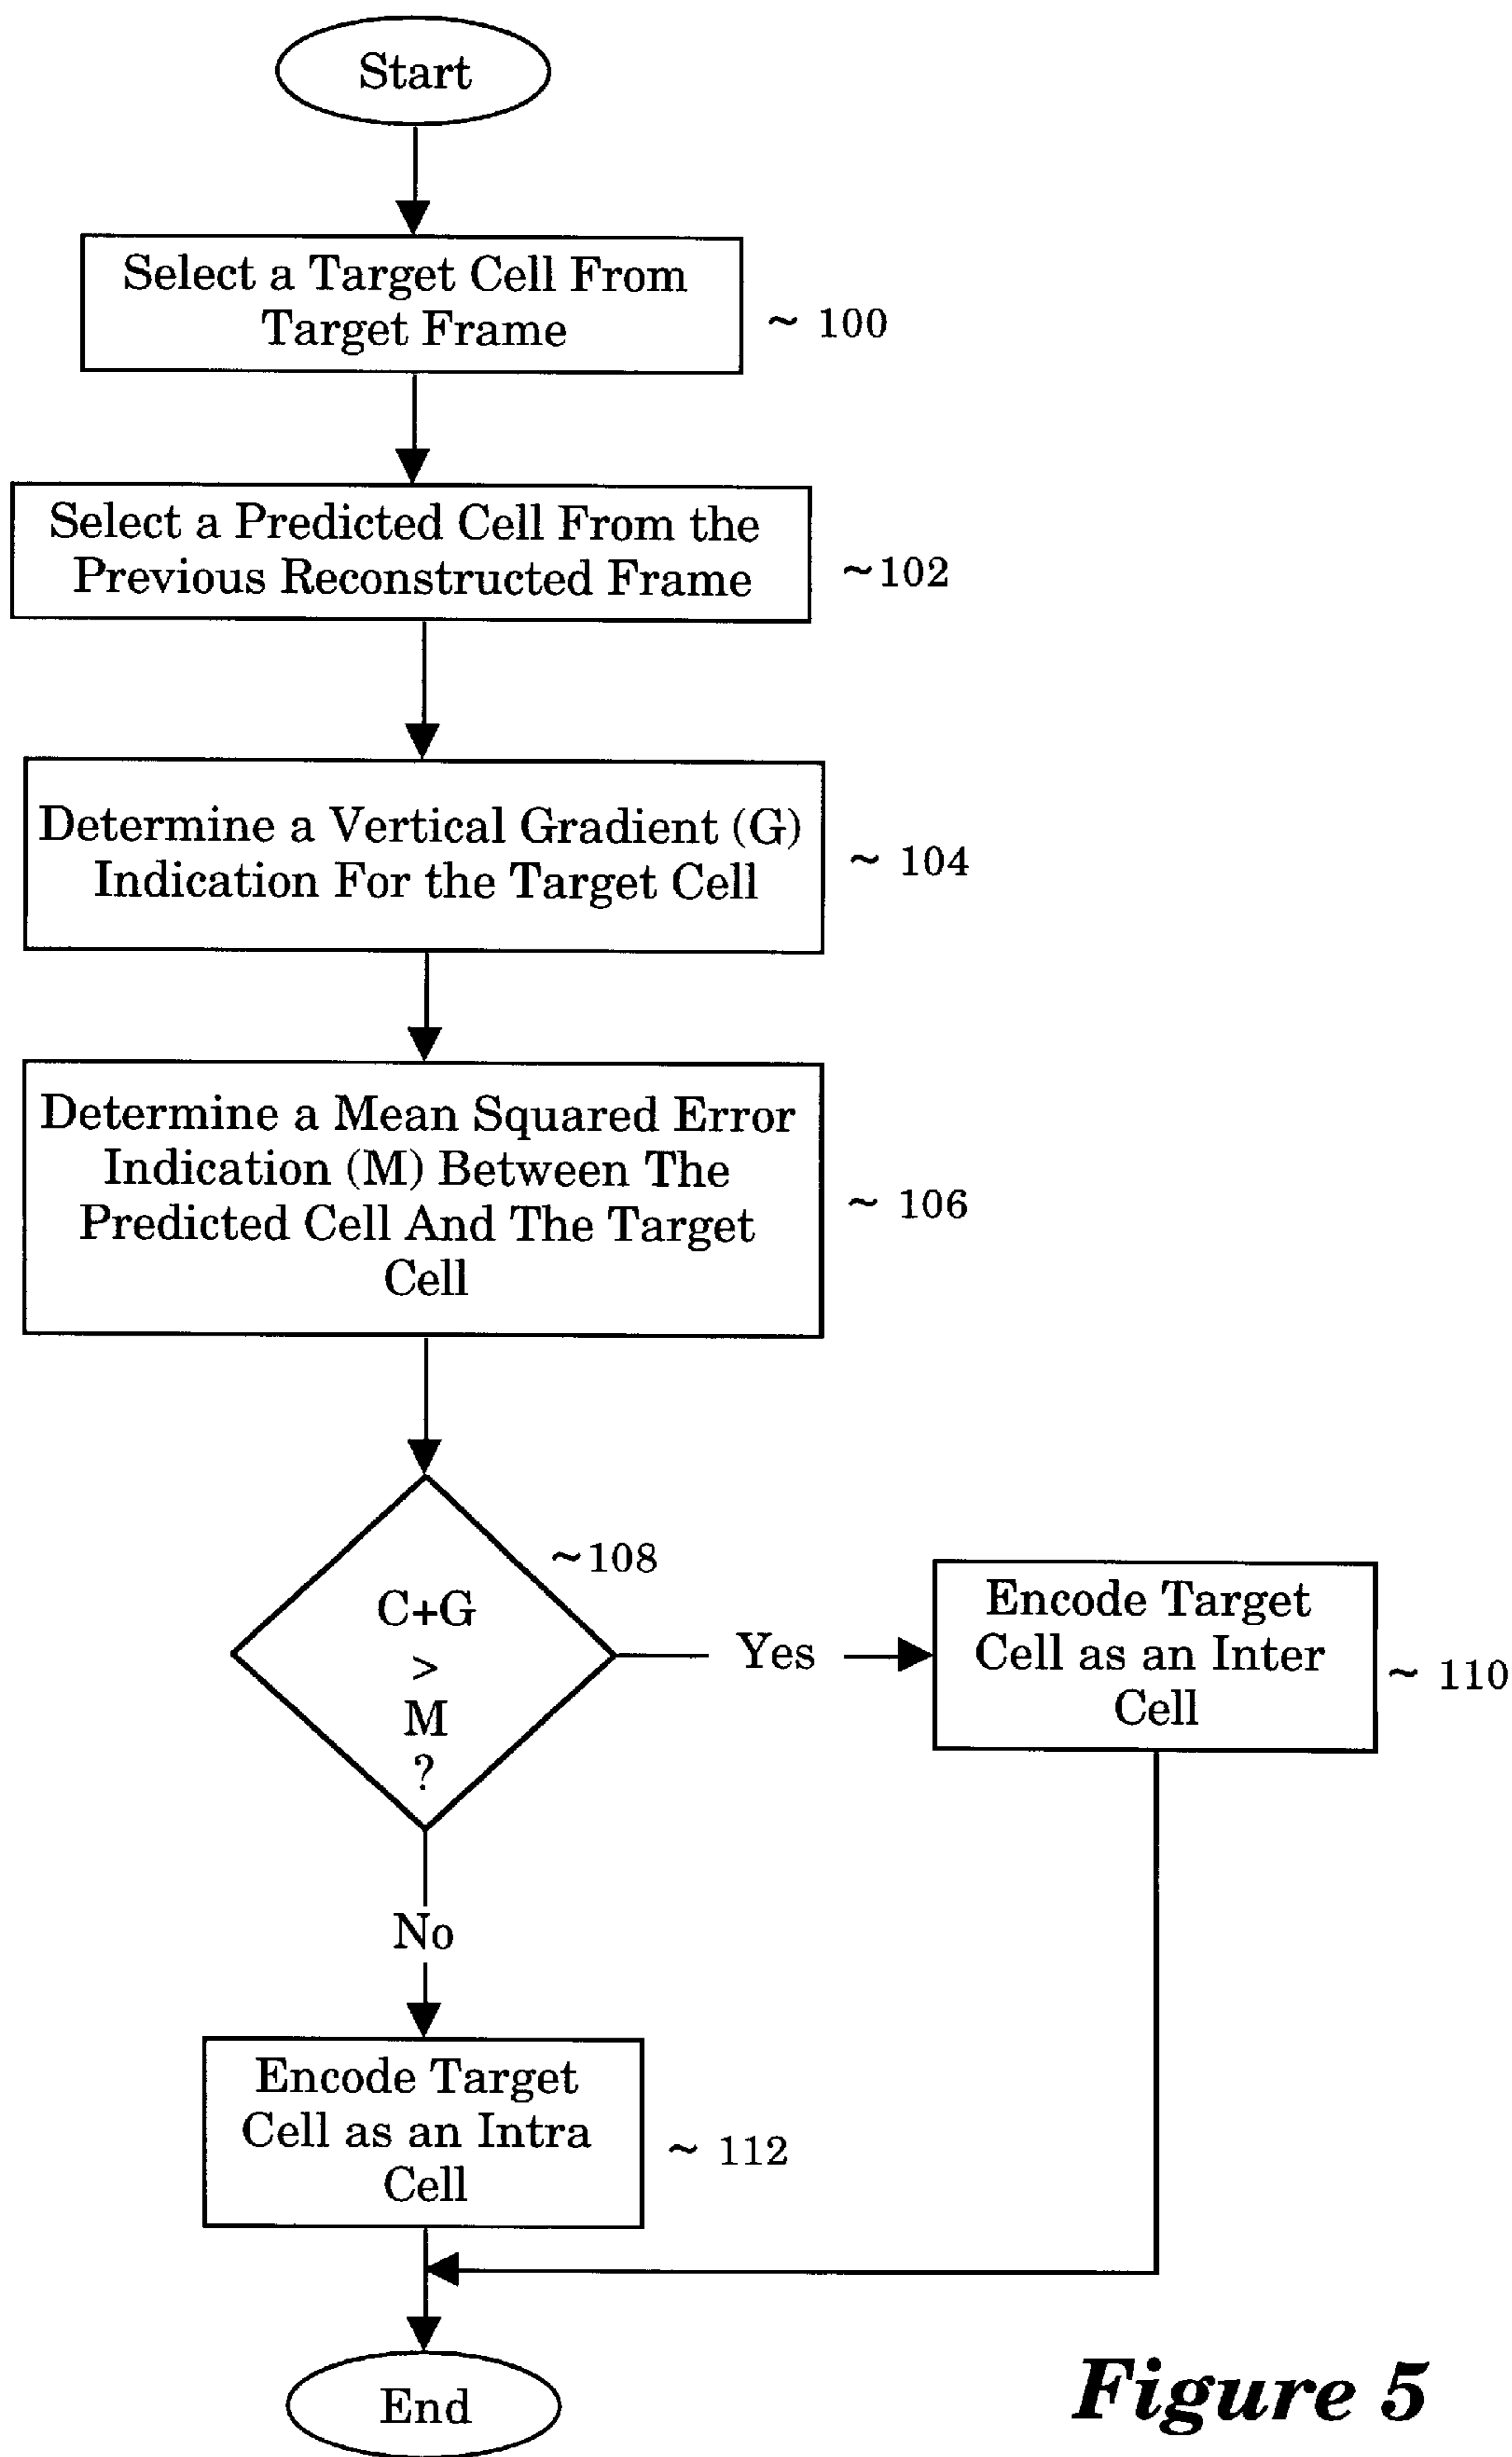 Start
Select a Target Cell From
Target Frame
~ 100
Select a Predicted Cell From the
Previous Reconstructed Frame
~102
Determine a Vertical Gradient (G)
Indication For the Target Cell
~ 104
Determine a Mean Squared Error
Indication (M) Between The
Predicted Cell And The Target
Cell
~ 106
~108
C+G
>
M
?
Yes
Encode Target
Cell as an Inter
Cell
~ 110
No
Encode Target
Cell as an Intra
Cell
~ 112
End
Figure 5